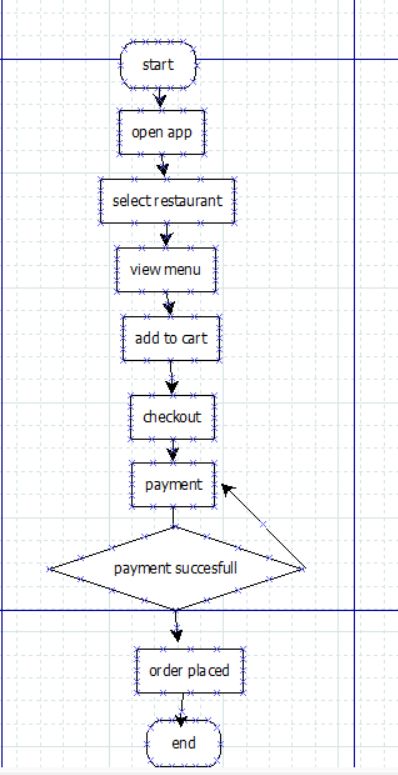 start
open app
select restaurant
view menu
add to cart
checkout
payment
payment succesfull
order placed
end